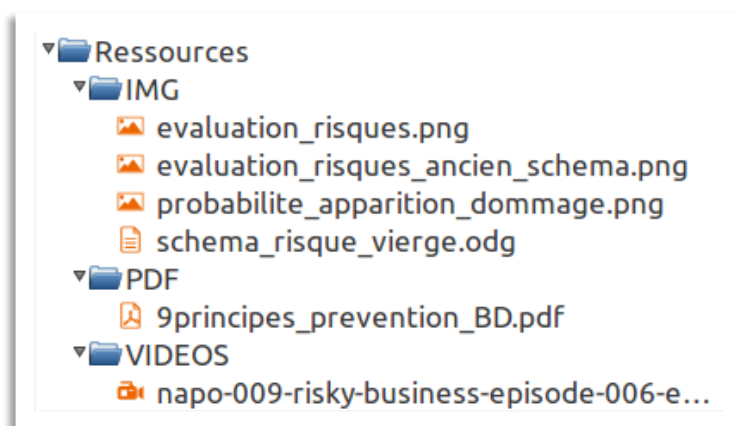 Ressources
IMG
evaluation_risques.png
evaluation_risques_ancien_schema.png
probabilite_apparition_dommage.png
schema_risque_vierge.odg
PDF
9principes_prevention_BD.pdf
VIDEOS
napo-009-risky-business-episode-006-e...